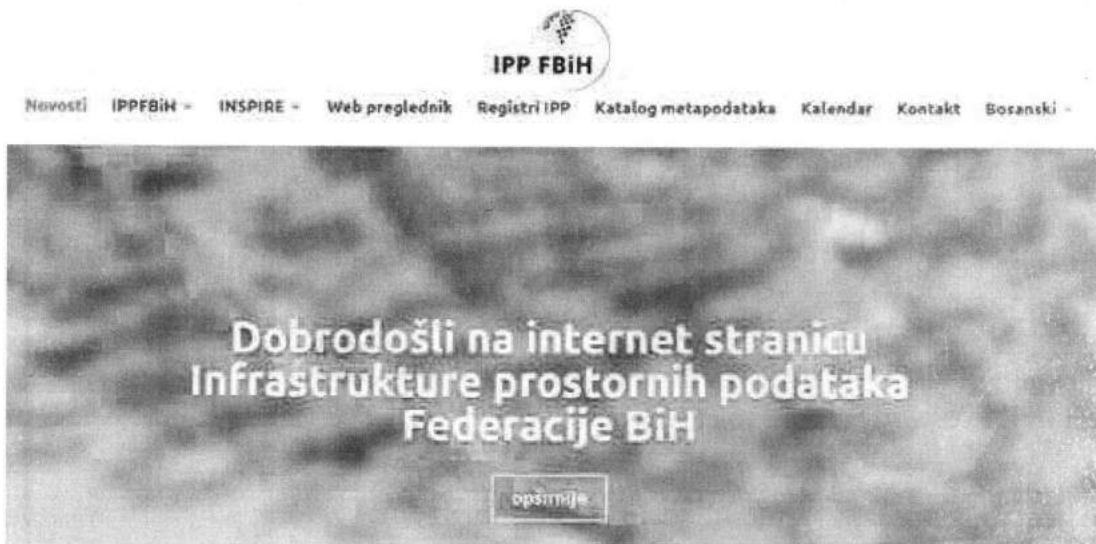 IPP FBiH
Novosti IPPFBiH INSPIRE Web preglednik Registri IPP Katalog metapodataka Kalendar Kontakt Bosanski
Dobrodošli na internet stranicu
Infrastrukture prostornih podataka
Federacije BiH
opširnije